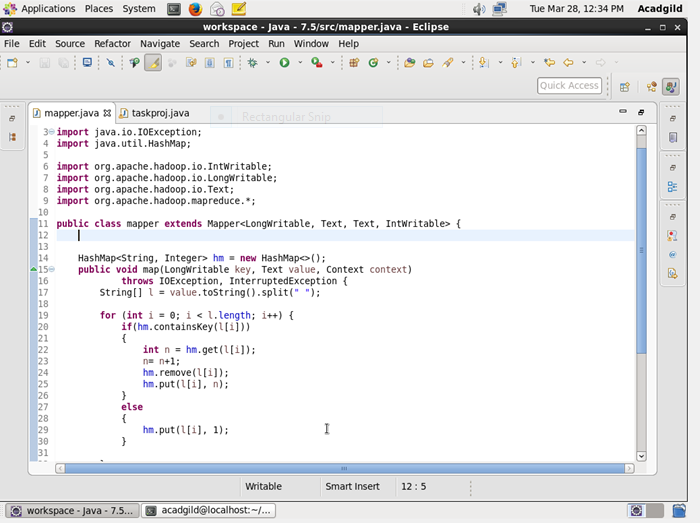 Applications Places System Tue Mar 28, 12:34 PM Acadgild
workspace - Java - 7.5/src/mapper.java - Eclipse
File Edit Source Refactor Navigate Search Project Run Window Help
Quick Access
mapper.java taskproj.java Rectangular Snip
3 import java.io.IOException;
4 import java.util.HashMap;
5
6 import org.apache.hadoop.io.IntWritable;
7 import org.apache.hadoop.io.LongWritable;
8 import org.apache.hadoop.io.Text;
9 import org.apache.hadoop.mapreduce.*;
10
11 public class mapper extends Mapper<LongWritable, Text, Text, IntWritable> {
12
13
14 HashMap<String, Integer> hm = new HashMap<>();
15 public void map(LongWritable key, Text value, Context context)
16 throws IOException, InterruptedException {
17 String[] l = value.toString().split(" ");
18
19 for (int i = 0; i < l.length; i++) {
20 if(hm.containsKey(l[i]))
21 {
22 int n = hm.get(l[i]);
23 n= n+1;
24 hm.remove(l[i]);
25 hm.put(l[i], n);
26 }
27 else
28 {
29 hm.put(l[i], 1);
30 }
31
Writable Smart Insert 12 : 5
workspace - Java - 7.5... acadgild@localhost:~/...